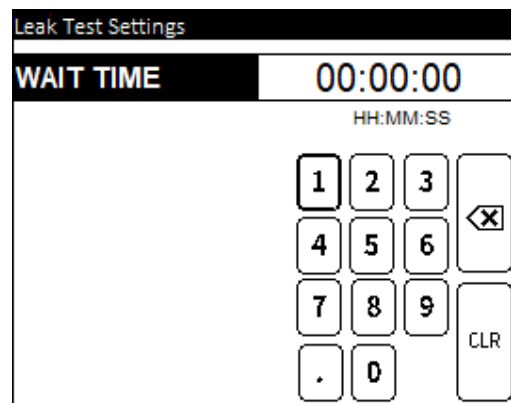 Leak Test Settings
WAIT TIME 00:00:00
HH:MM:SS
1 2 3
4 5 6
7 8 9
CLR
. 0